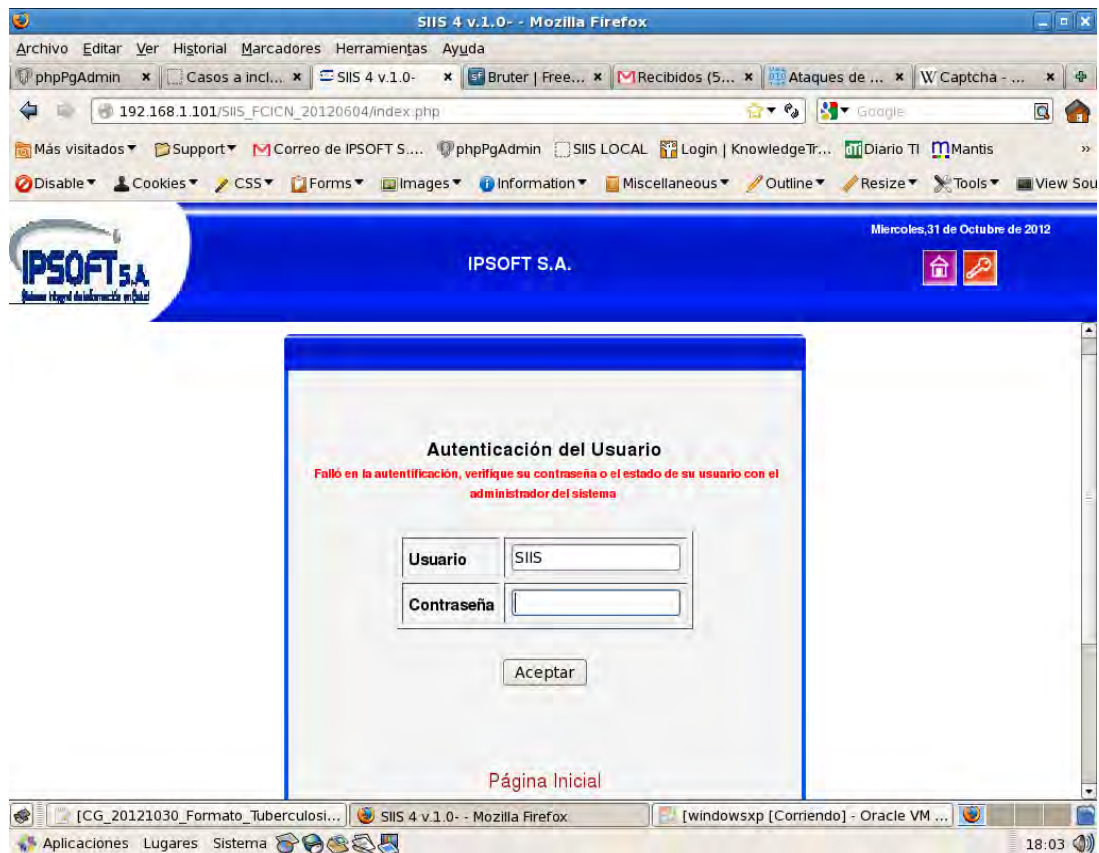 SIIS 4 v.1.0- - Mozilla Firefox
Archivo Editar Ver Historial Marcadores Herramientas Ayuda
phpPgAdmin Casos a incl... SIIS 4 v.1.0- Bruter | Free... Recibidos (5... Ataques de ... Captcha - ...
192.168.1.101/SIIS_FCICN_20120604/index.php Google
Más visitados Support Correo de IPSOFT S.... phpPgAdmin SIIS LOCAL Login | KnowledgeTr... Diario TI Mantis »
Disable Cookies CSS Forms Images Information Miscellaneous Outline Resize Tools View Sou
Miercoles,31 de Octubre de 2012
IPSOFT S.A.
IPSOFT S.A.
Autenticación del Usuario
Falló en la autentificación, verifique su contraseña o el estado de su usuario con el
administrador del sistema
Usuario SIIS
Contraseña
Aceptar
Página Inicial
[CG_20121030_Formato_Tuberculosi... SIIS 4 v.1.0- - Mozilla Firefox [windowsxp [Corriendo] - Oracle VM ...
Aplicaciones Lugares Sistema 18:03